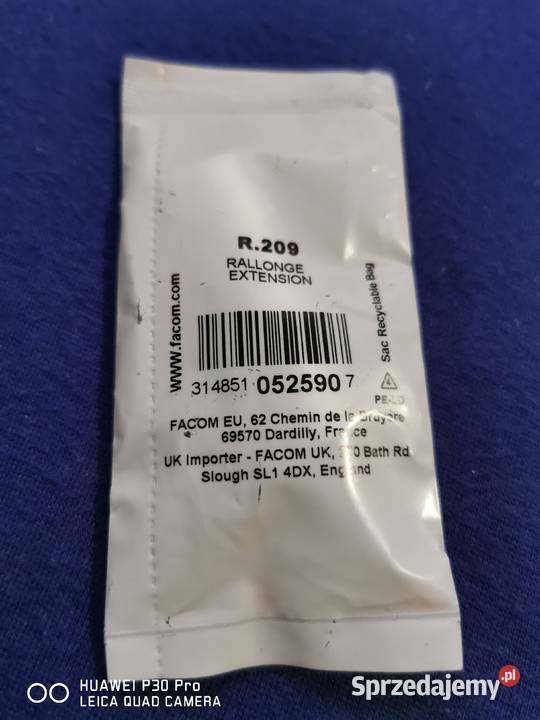 R.209
RALLONGE
EXTENSION
www.facom.com
Sac Recyclable Bag
4
PE-LD
314851 052590 7
FACOM EU, 62 Chemin de la Bruyère
69570 Dardilly, France
UK Importer - FACOM UK, Bath Rd
Slough SL1 4DX, England
HUAWEI P30 Pro
LEICA QUAD CAMERA
Sprzedajemy.pl